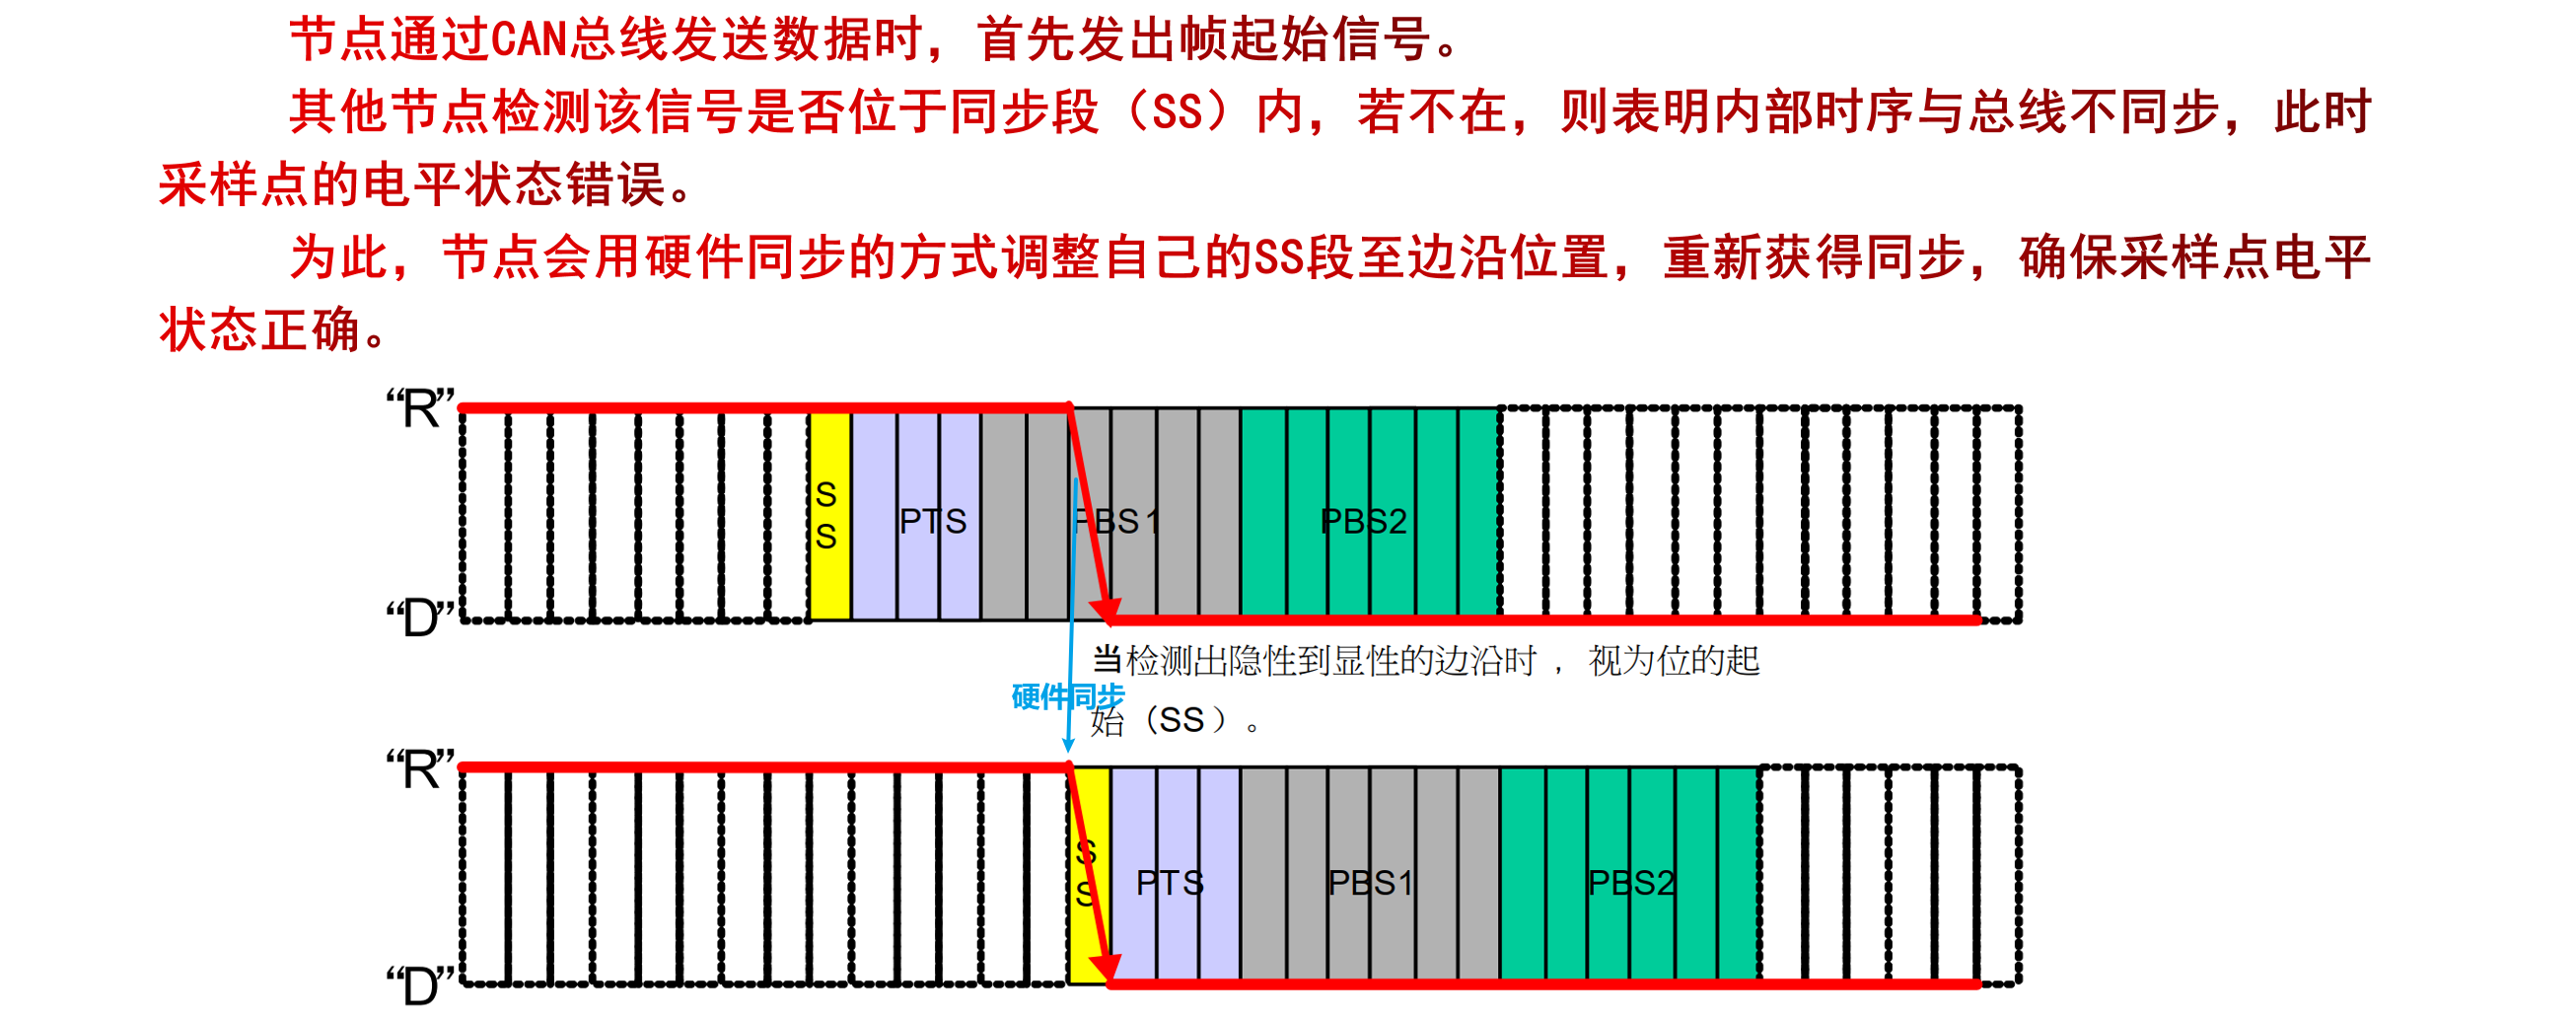 节点通过CAN总线发送数据时，首先发出帧起始信号。
其他节点检测该信号是否位于同步段（SS）内，若不在，则表明内部时序与总线不同步，此时
采样点的电平状态错误。
为此，节点会用硬件同步的方式调整自己的SS段至边沿位置，重新获得同步，确保采样点电平
状态正确。
“R”
S
S
PTS
PBS1
PBS2
“D”
当检测出隐性到显性的边沿时，视为位的起
硬件同步
始（SS）。
“R”
S
S
PTS
PBS1
PBS2
“D”